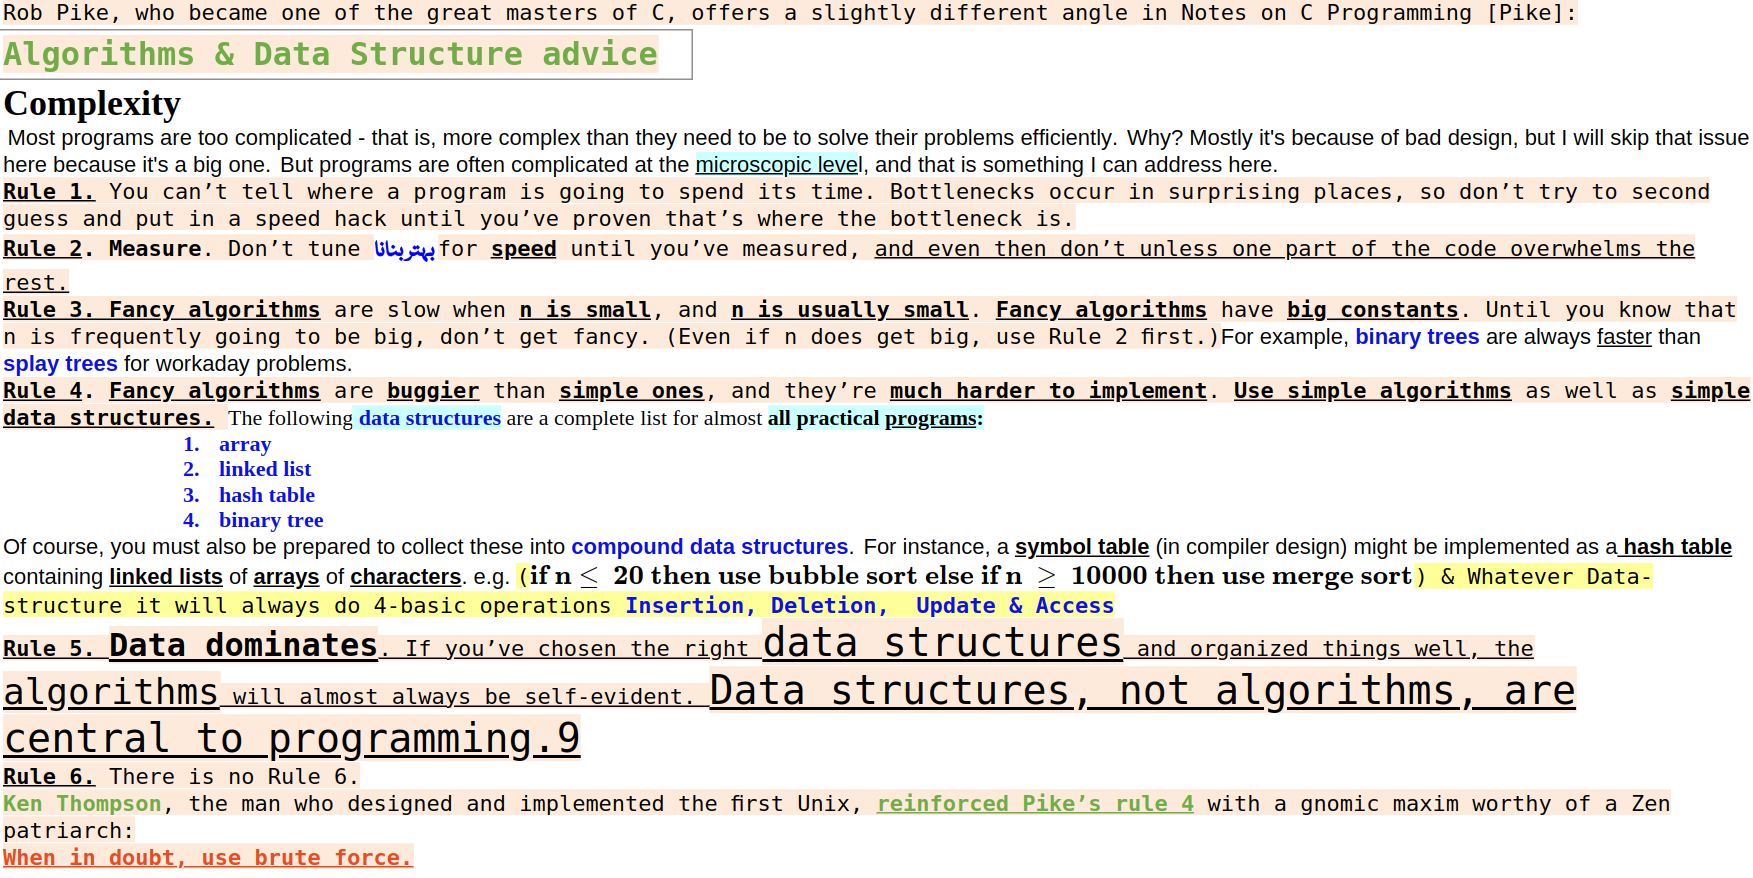 Rob Pike, who became one of the great masters of C, offers a slightly different angle in Notes on C Programming [Pike]:
Algorithms & Data Structure advice
Complexity
Most programs are too complicated - that is, more complex than they need to be to solve their problems efficiently. Why? Mostly it's because of bad design, but I will skip that issue
here because it's a big one. But programs are often complicated at the microscopic level, and that is something I can address here.
Rule 1. You can’t tell where a program is going to spend its time. Bottlenecks occur in surprising places, so don’t try to second
guess and put in a speed hack until you’ve proven that’s where the bottleneck is.
Rule 2. Measure. Don’t tune بہتربنانا for speed until you’ve measured, and even then don’t unless one part of the code overwhelms the
rest.
Rule 3. Fancy algorithms are slow when n is small, and n is usually small. Fancy algorithms have big constants. Until you know that
n is frequently going to be big, don’t get fancy. (Even if n does get big, use Rule 2 first.)For example, binary trees are always faster than
splay trees for workaday problems.
Rule 4. Fancy algorithms are buggier than simple ones, and they’re much harder to implement. Use simple algorithms as well as simple
data structures. The following data structures are a complete list for almost all practical programs:
1. array
2. linked list
3. hash table
4. binary tree
Of course, you must also be prepared to collect these into compound data structures. For instance, a symbol table (in compiler design) might be implemented as a hash table
containing linked lists of arrays of characters. e.g. (if n ≤ 20 then use bubble sort else if n ≥ 10000 then use merge sort) & Whatever Data-
structure it will always do 4-basic operations Insertion, Deletion, Update & Access
Rule 5. Data dominates. If you’ve chosen the right data structures and organized things well, the
algorithms will almost always be self-evident. Data structures, not algorithms, are
central to programming.9
Rule 6. There is no Rule 6.
Ken Thompson, the man who designed and implemented the first Unix, reinforced Pike’s rule 4 with a gnomic maxim worthy of a Zen
patriarch:
When in doubt, use brute force.